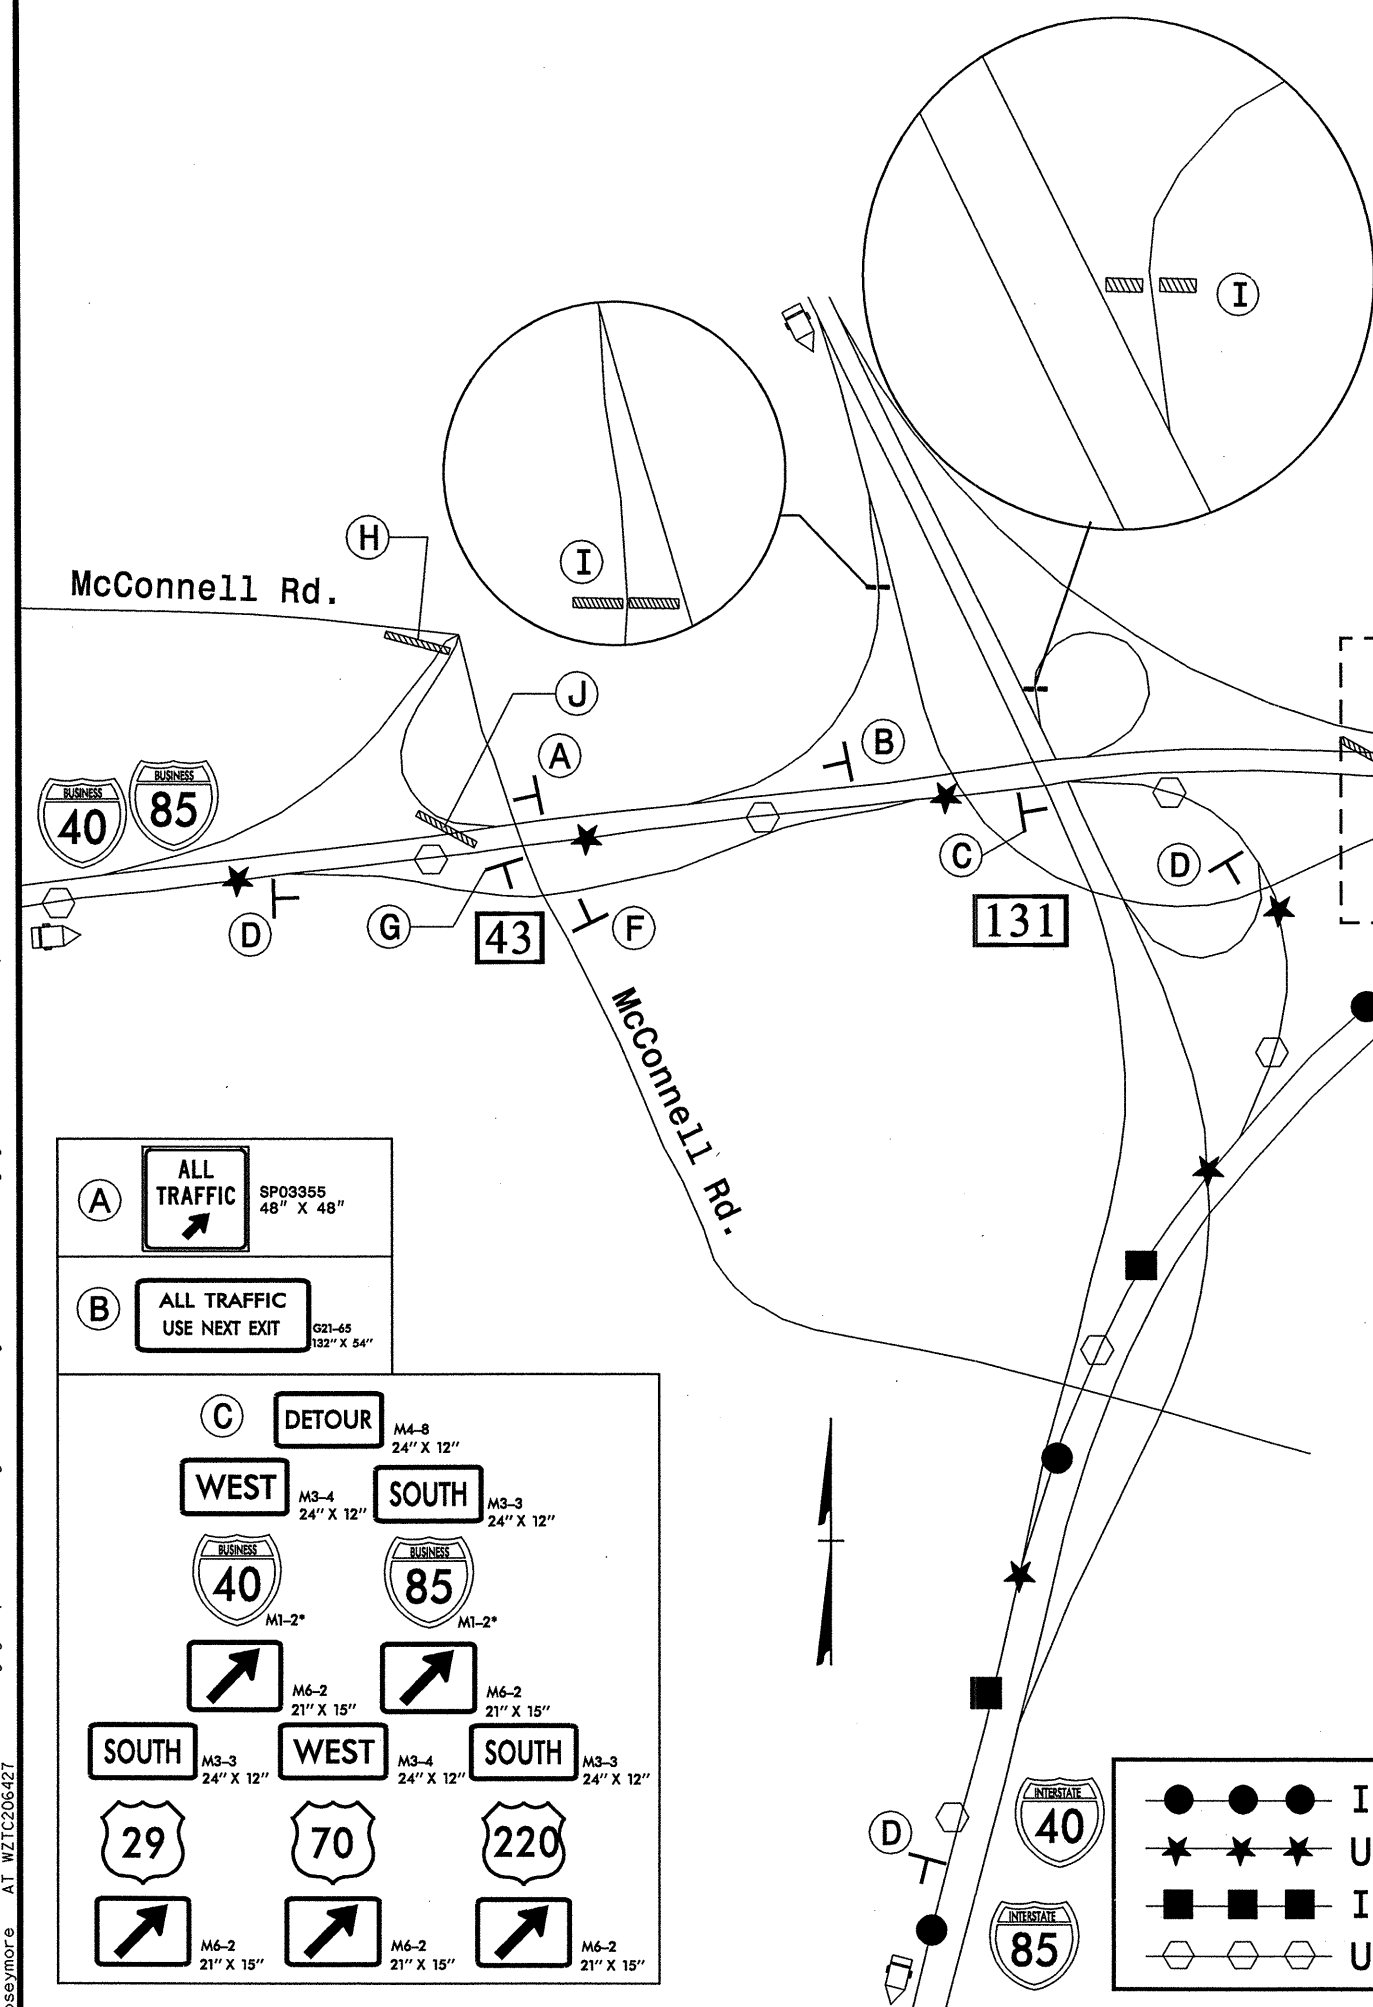 I
H
I
McConnell Rd.
J
A
B
BUSINESS
40
BUSINESS
85
C
D
D
G
43
F
131
McConnell Rd.
A
ALL
TRAFFIC
SP03355
48" X 48"
B
ALL TRAFFIC
USE NEXT EXIT
G21-65
132" X 54"
C
DETOUR
M4-8
24" X 12"
WEST
M3-4
24" X 12"
SOUTH
M3-3
24" X 12"
BUSINESS
40
M1-2*
BUSINESS
85
M1-2*
M6-2
21" X 15"
M6-2
21" X 15"
SOUTH
M3-3
24" X 12"
WEST
M3-4
24" X 12"
SOUTH
M3-3
24" X 12"
29
70
220
M6-2
21" X 15"
M6-2
21" X 15"
M6-2
21" X 15"
D
INTERSTATE
40
INTERSTATE
85
I
U
I
U
AT WZTC206427